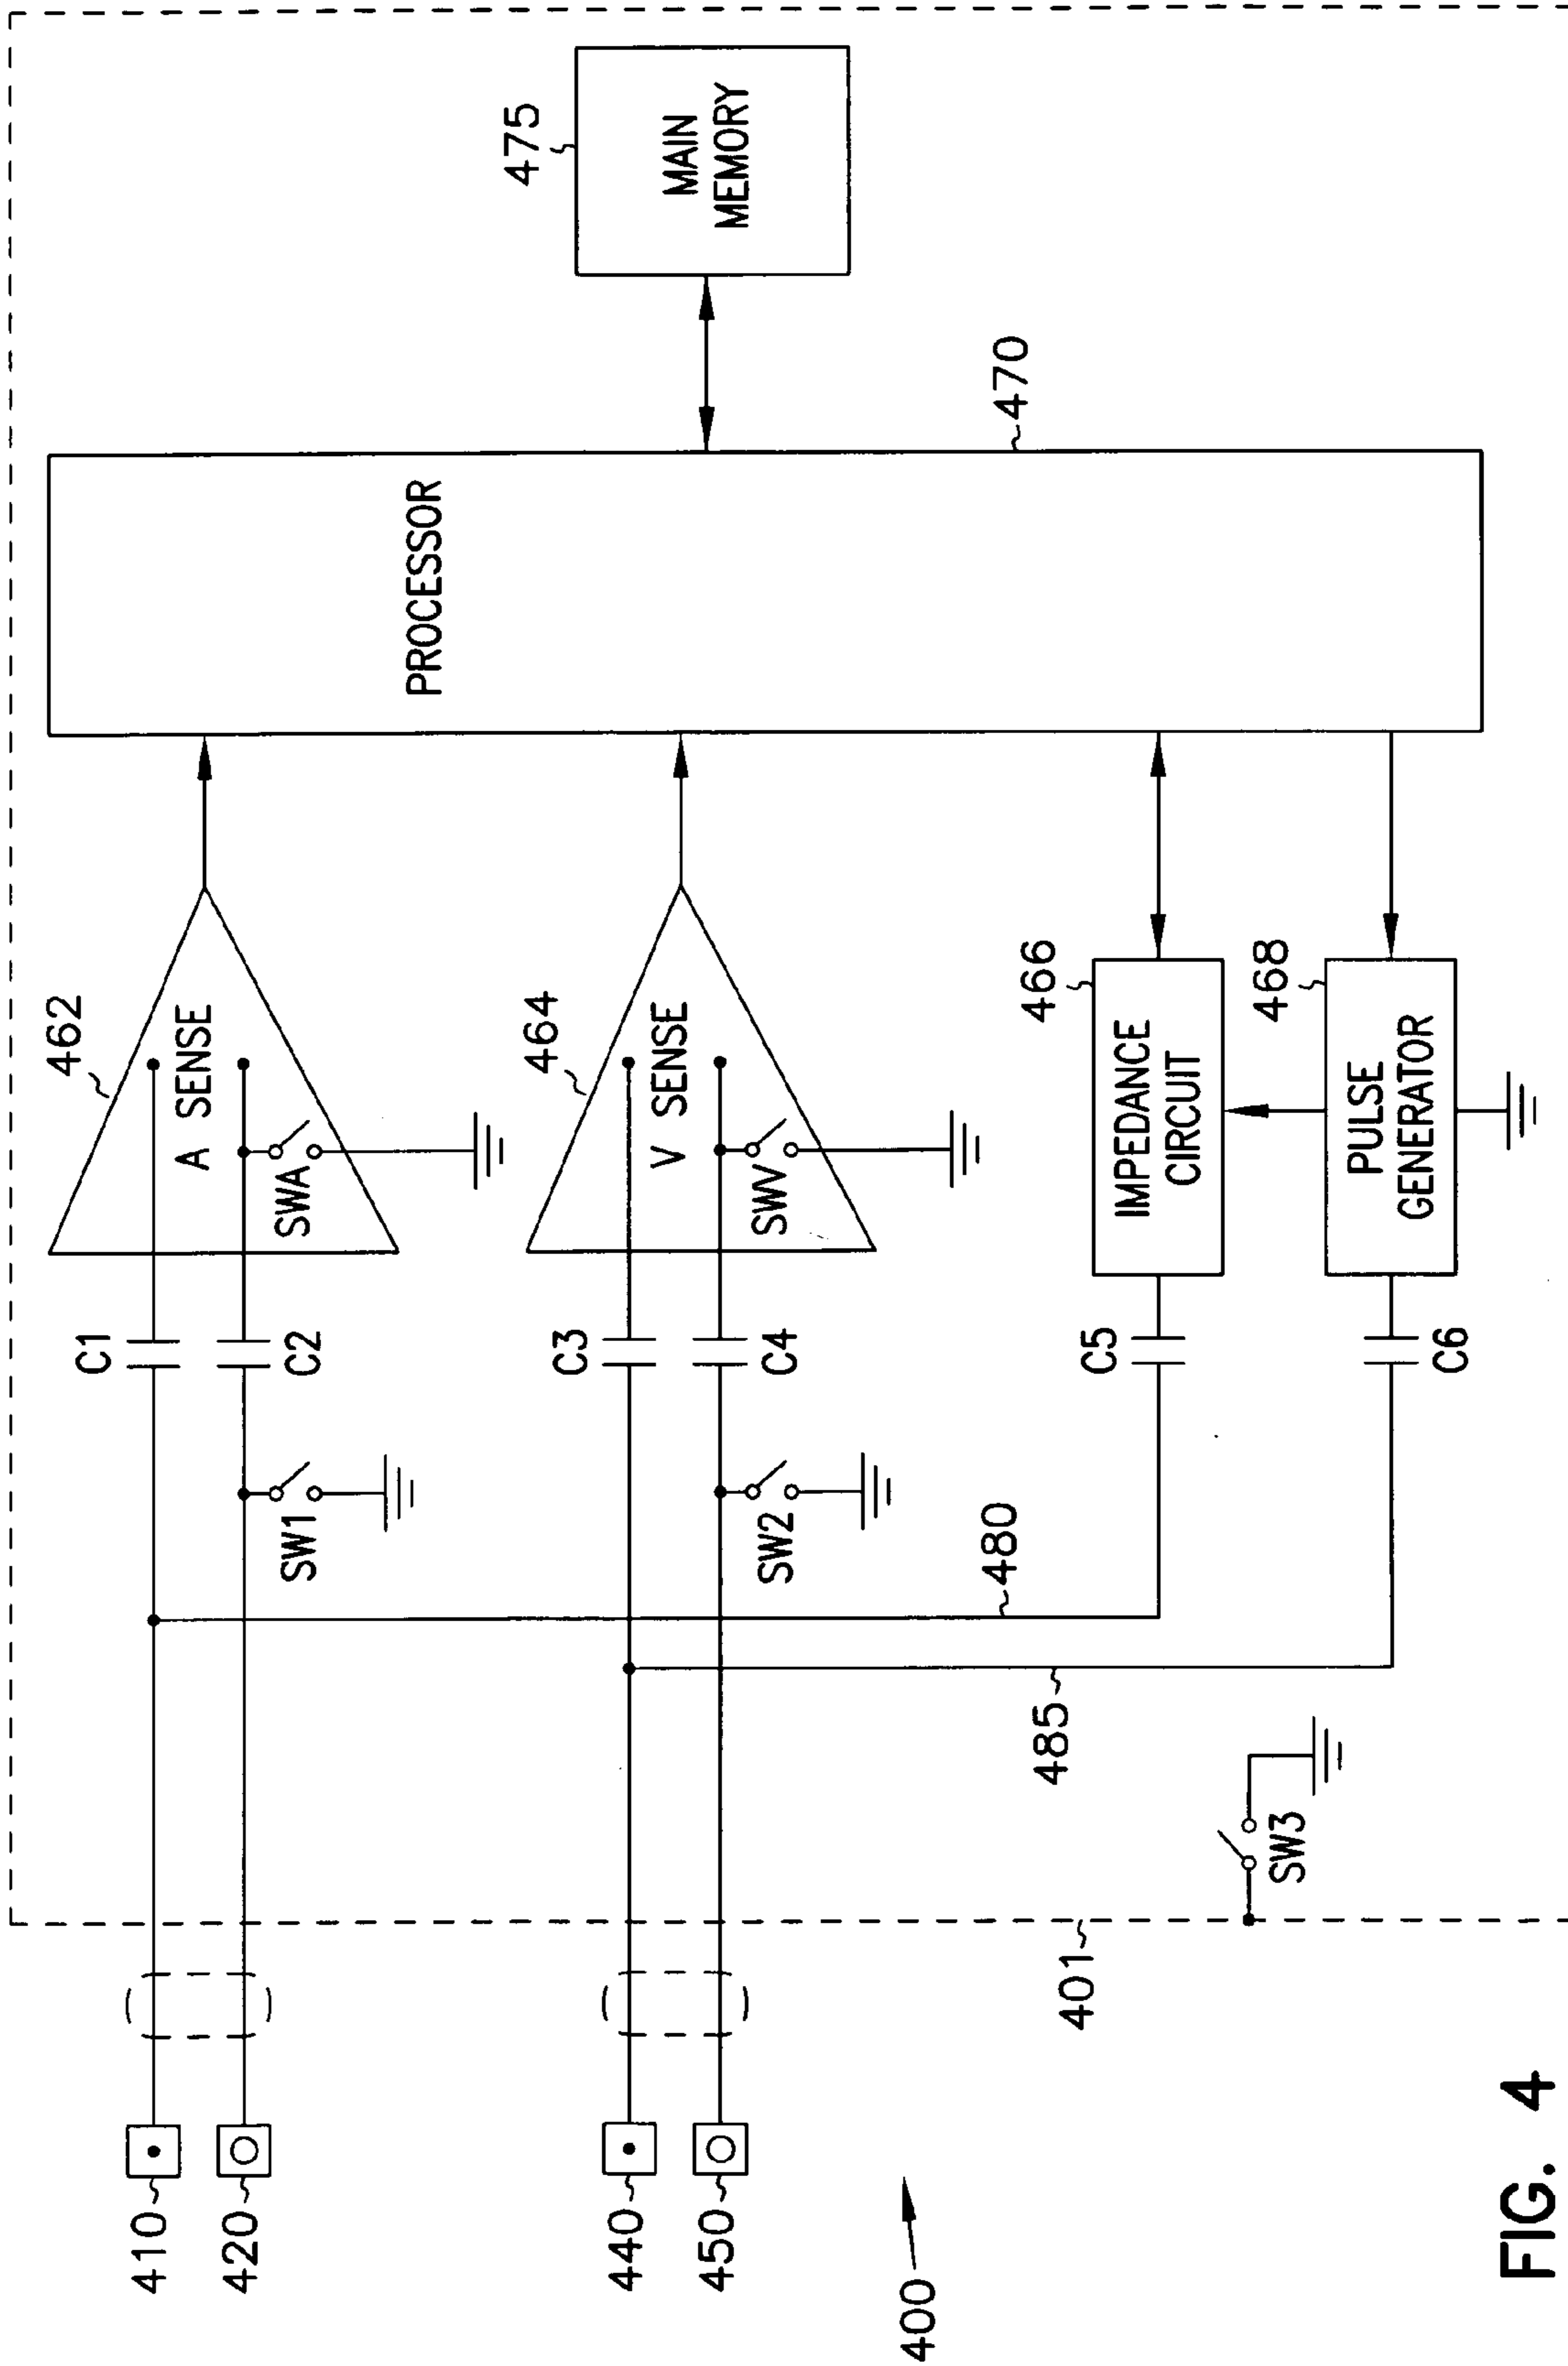 410
420
440
450
400
401
SW3
480
485
SW1
C1
C2
SW2
C3
C4
C5
C6
462
A SENSE
SWA
464
V SENSE
SWV
466
IMPEDANCE
CIRCUIT
468
PULSE
GENERATOR
PROCESSOR
470
475
MAIN
MEMORY
FIG. 4